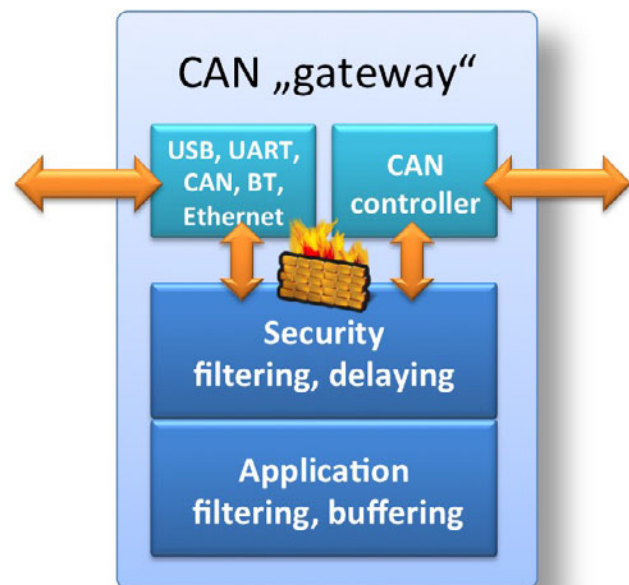 CAN „gateway“
USB, UART,
CAN, BT,
Ethernet
CAN
controller
Security
filtering, delaying
Application
filtering, buffering